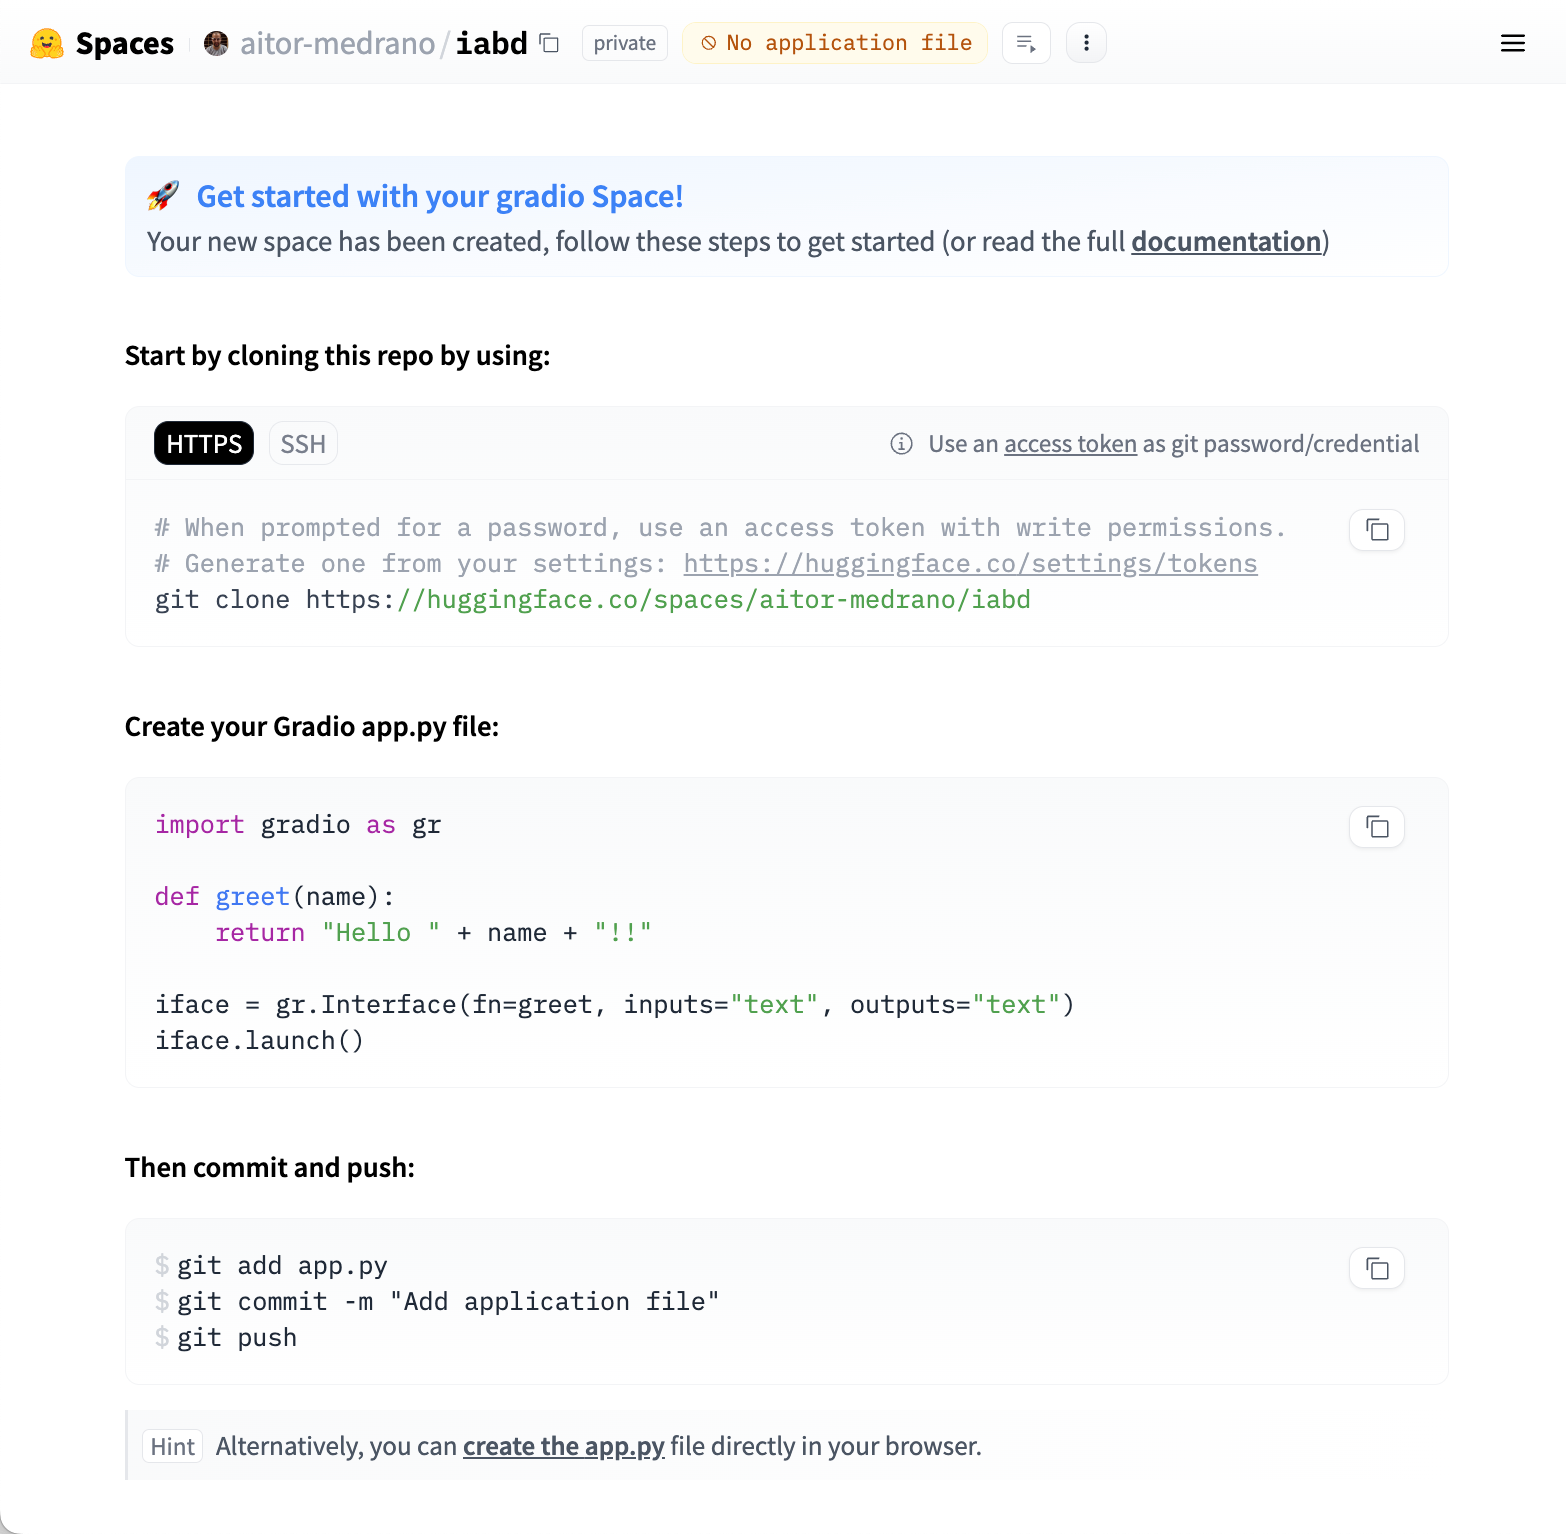 Spaces aitor-medrano/iabd private No application file
Get started with your gradio Space!
Your new space has been created, follow these steps to get started (or read the full documentation)
Start by cloning this repo by using:
HTTPS SSH Use an access token as git password/credential
# When prompted for a password, use an access token with write permissions.
# Generate one from your settings: https://huggingface.co/settings/tokens
git clone https://huggingface.co/spaces/aitor-medrano/iabd
Create your Gradio app.py file:
import gradio as gr
def greet(name):
    return "Hello " + name + "!!"
iface = gr.Interface(fn=greet, inputs="text", outputs="text")
iface.launch()
Then commit and push:
$ git add app.py
$ git commit -m "Add application file"
$ git push
Hint Alternatively, you can create the app.py file directly in your browser.